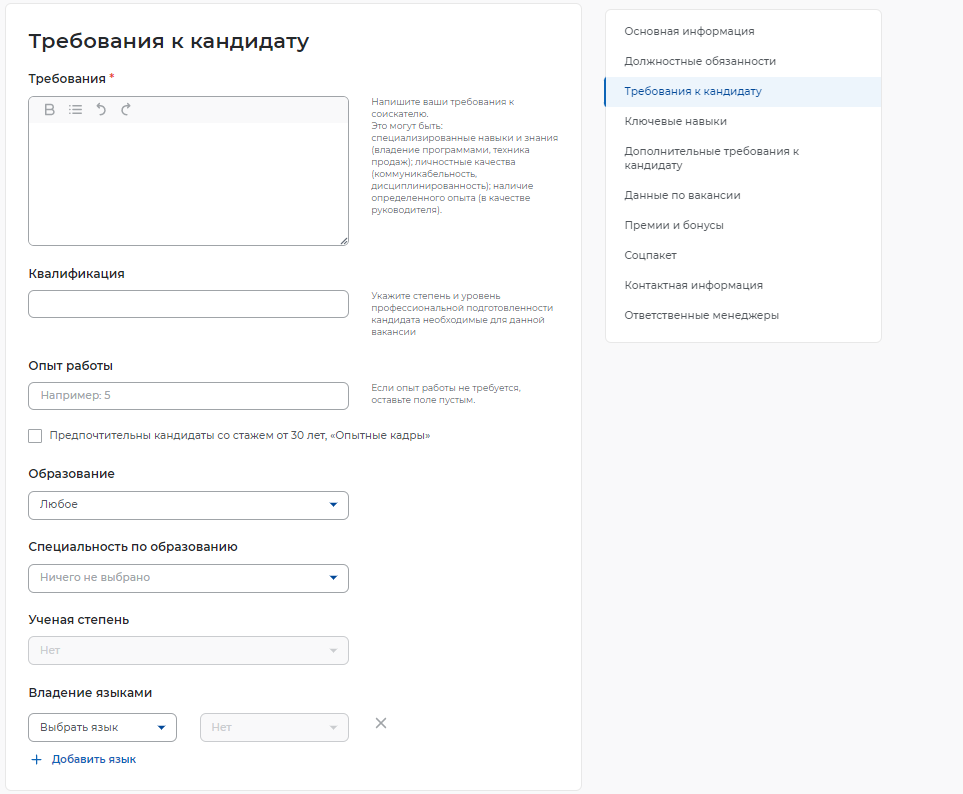 Требования к кандидату
Требования *
B
Напишите ваши требования к
соискателю.
Это могут быть:
специализированные навыки и знания
(владение программами, техника
продаж); личностные качества
(коммуникабельность,
дисциплинированность); наличие
определенного опыта (в качестве
руководителя).
Квалификация
Укажите степень и уровень
профессиональной подготовленности
кандидата необходимые для данной
вакансии
Опыт работы
Например: 5
Если опыт работы не требуется,
оставьте поле пустым.
Предпочтительны кандидаты со стажем от 30 лет, «Опытные кадры»
Образование
Любое
Специальность по образованию
Ничего не выбрано
Ученая степень
Нет
Владение языками
Выбрать язык
Нет
+ Добавить язык
Основная информация
Должностные обязанности
Требования к кандидату
Ключевые навыки
Дополнительные требования к
кандидату
Данные по вакансии
Премии и бонусы
Соцпакет
Контактная информация
Ответственные менеджеры